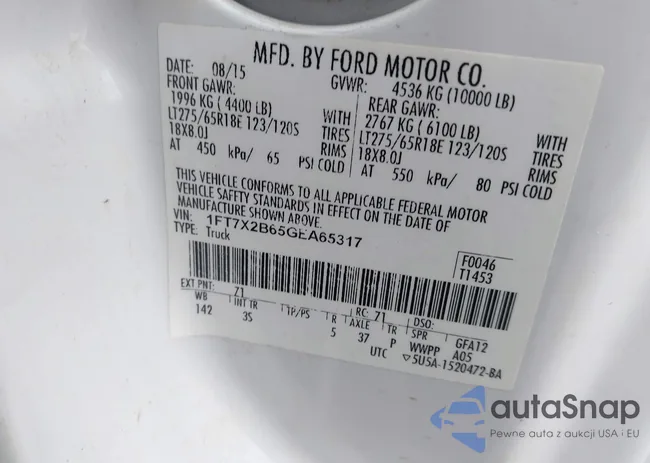 MFD. BY FORD MOTOR CO.
DATE: 08/15 GVWR: 4536 KG (10000 LB)
FRONT GAWR: REAR GAWR:
1996 KG (4400 LB) WITH 2767 KG (6100 LB) WITH
LT275/65R18E 123/120S TIRES LT275/65R18E 123/120S TIRES
18X8.0J RIMS 18X8.0J RIMS
AT 450 kPa/ 65 PSI COLD AT 550 kPa/ 80 PSI COLD
THIS VEHICLE CONFORMS TO ALL APPLICABLE FEDERAL MOTOR
VEHICLE SAFETY STANDARDS IN EFFECT ON THE DATE OF
MANUFACTURE SHOWN ABOVE.
VIN: 1FT7X2B65GEA65317
TYPE: Truck
F0046
T1453
EXT PNT: 71 RC: 71 DSO:
WB INT TR TP/PS R AXLE TR SPR GFA12
142 3S 5 37 P WWPP A05
UTC ▽5U5A-1520472-BA
autaSnap
Pewne auta z aukcji USA i EU